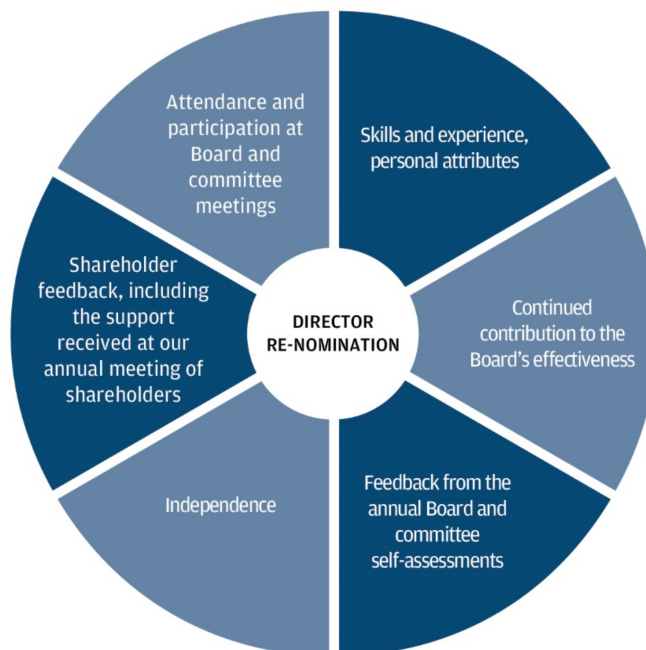 Attendance and
participation at
Board and
committee
meetings
Skills and experience,
personal attributes
Shareholder
feedback, including
the support
received at our
annual meeting of
shareholders
DIRECTOR
RE-NOMINATION
Continued
contribution to the
Board's effectiveness
Independence
Feedback from the
annual Board and
committee
self-assessments